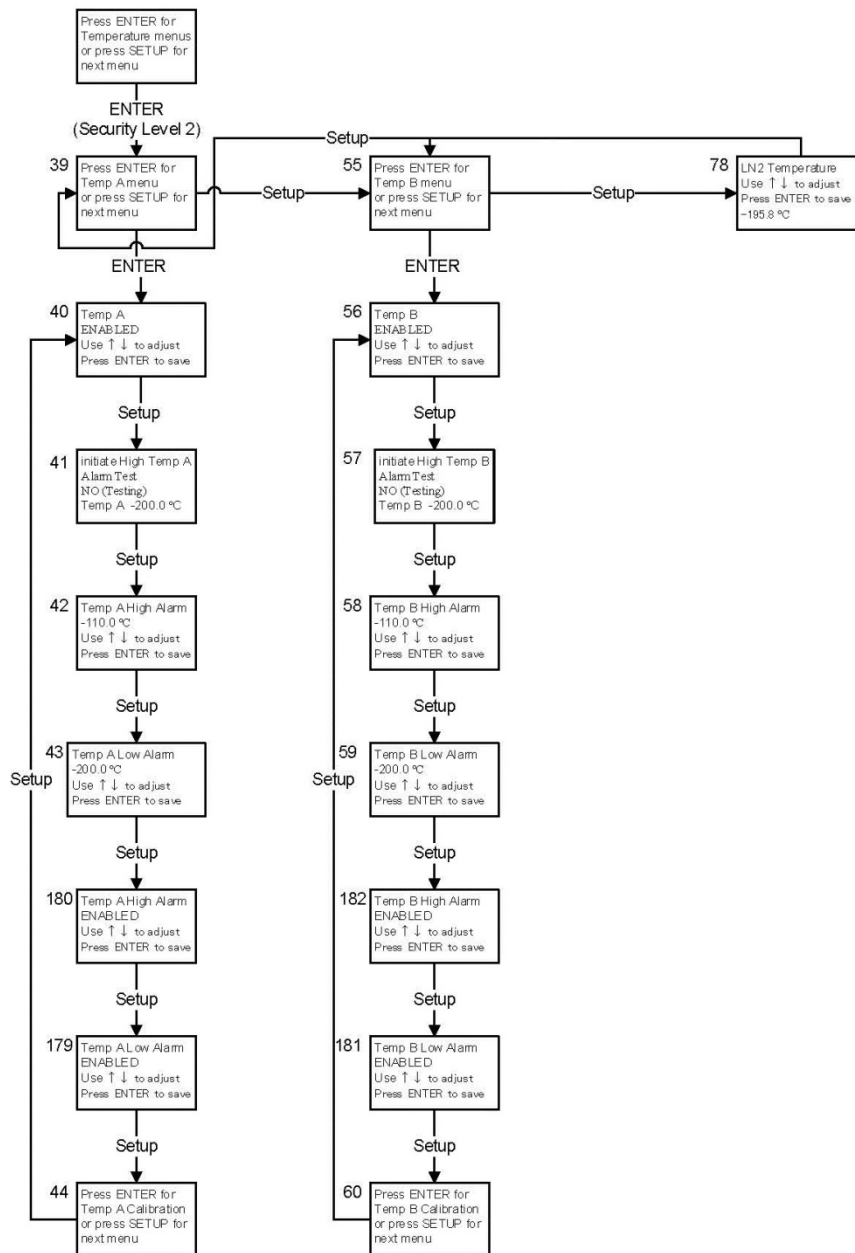 Press ENTER for
Temperature menus
or press SETUP for
next menu
ENTER
(Security Level 2)
Setup
39
Press ENTER for
Temp A menu
or press SETUP for
next menu
Setup
55
Press ENTER for
Temp B menu
or press SETUP for
next menu
Setup
78
LN2 Temperature
Use ↑ ↓ to adjust
Press ENTER to save
-195.8 ºC
ENTER
ENTER
40
Temp A
ENABLED
Use ↑ ↓ to adjust
Press ENTER to save
56
Temp B
ENABLED
Use ↑ ↓ to adjust
Press ENTER to save
Setup
Setup
41
initiate High Temp A
Alarm Test
NO (Testing)
Temp A -200.0 ºC
57
initiate High Temp B
Alarm Test
NO (Testing)
Temp B -200.0 ºC
Setup
Setup
42
Temp A High Alarm
-110.0 ºC
Use ↑ ↓ to adjust
Press ENTER to save
58
Temp B High Alarm
-110.0 ºC
Use ↑ ↓ to adjust
Press ENTER to save
Setup
Setup
43
Temp A Low Alarm
-200.0 ºC
Use ↑ ↓ to adjust
Press ENTER to save
59
Temp B Low Alarm
-200.0 ºC
Use ↑ ↓ to adjust
Press ENTER to save
Setup
Setup
Setup
Setup
180
Temp A High Alarm
ENABLED
Use ↑ ↓ to adjust
Press ENTER to save
182
Temp B High Alarm
ENABLED
Use ↑ ↓ to adjust
Press ENTER to save
Setup
Setup
179
Temp A Low Alarm
ENABLED
Use ↑ ↓ to adjust
Press ENTER to save
181
Temp B Low Alarm
ENABLED
Use ↑ ↓ to adjust
Press ENTER to save
Setup
Setup
44
Press ENTER for
Temp A Calibration
or press SETUP for
next menu
60
Press ENTER for
Temp B Calibration
or press SETUP for
next menu